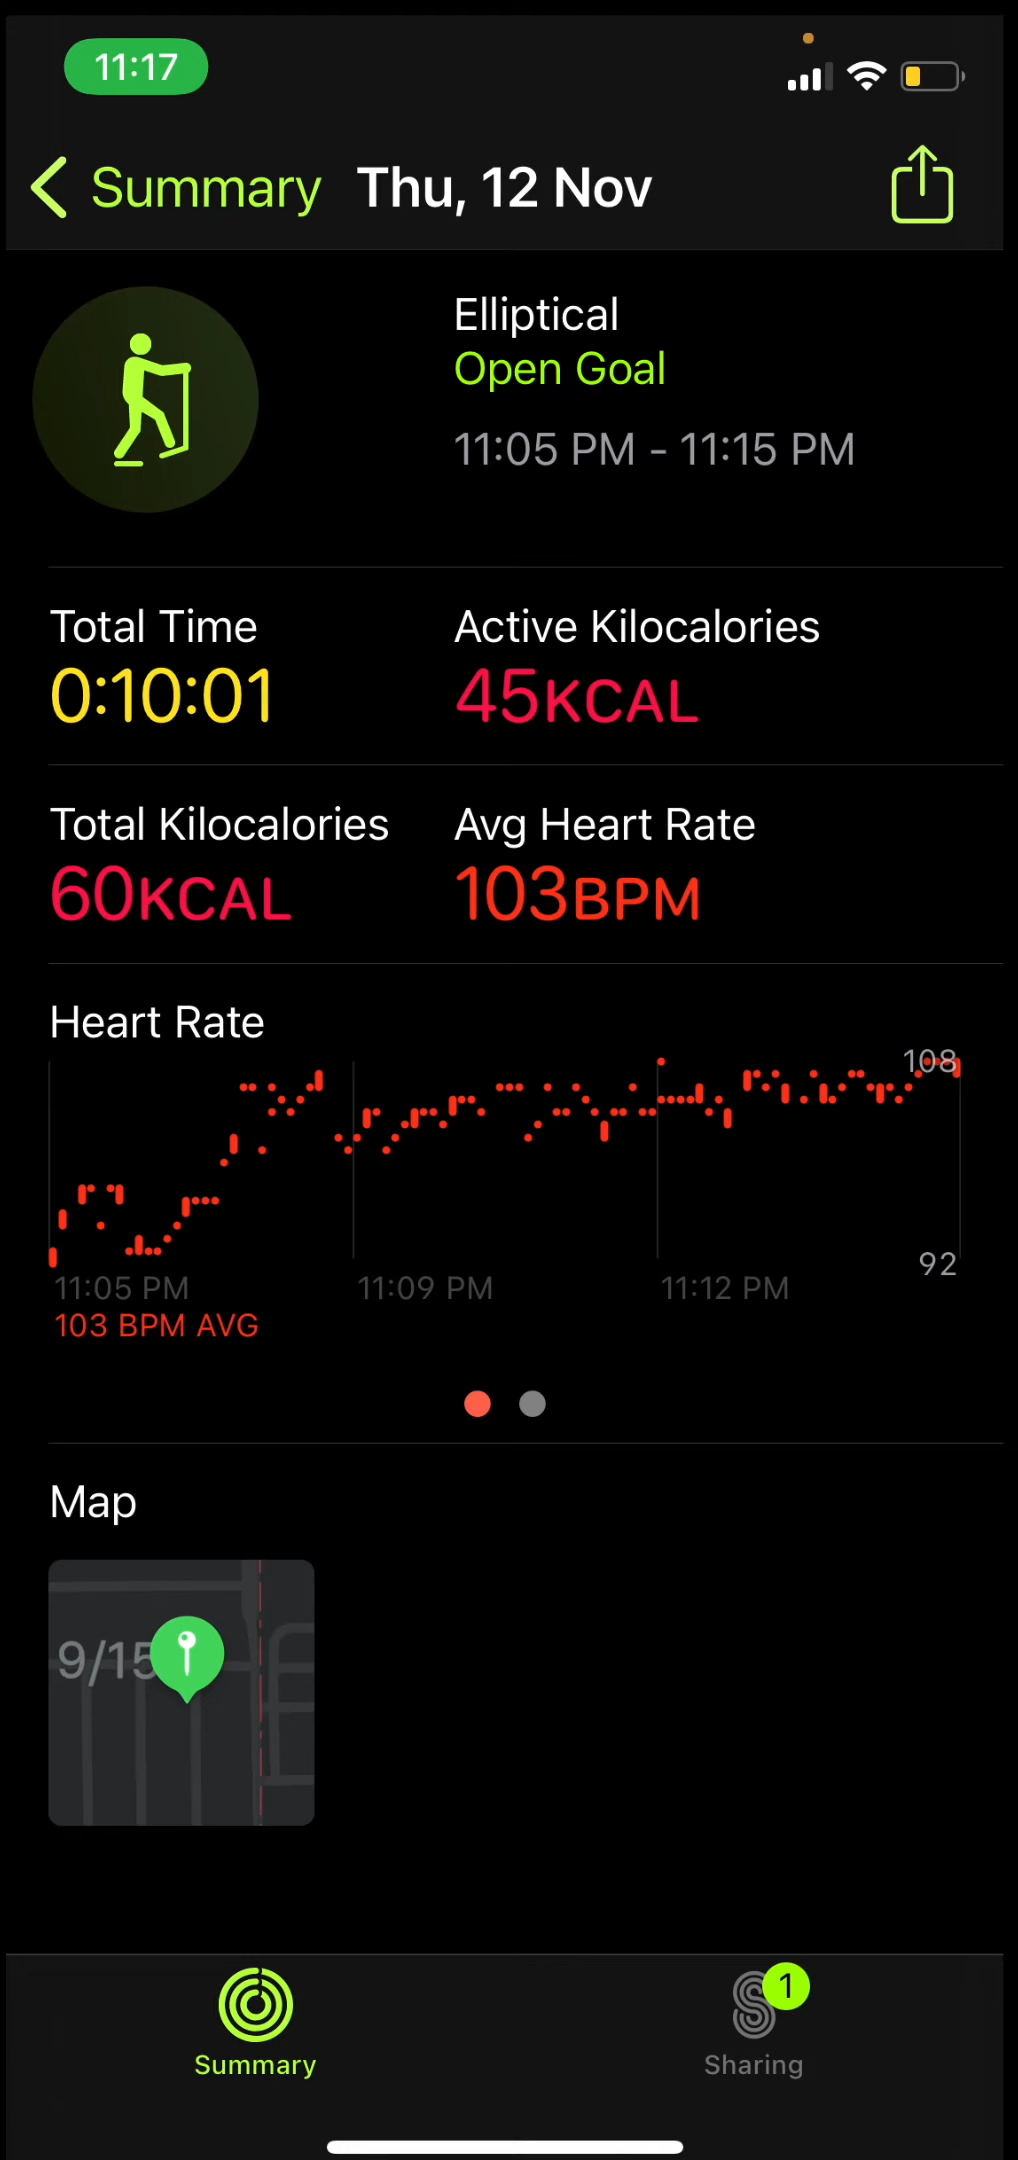 11:17
Summary Thu, 12 Nov
Elliptical
Open Goal
11:05 PM - 11:15 PM
Total Time Active Kilocalories
0:10:01 45KCAL
Total Kilocalories Avg Heart Rate
60KCAL 103BPM
Heart Rate
108
92
11:05 PM 11:09 PM 11:12 PM
103 BPM AVG
Map
9/15
1
Summary Sharing